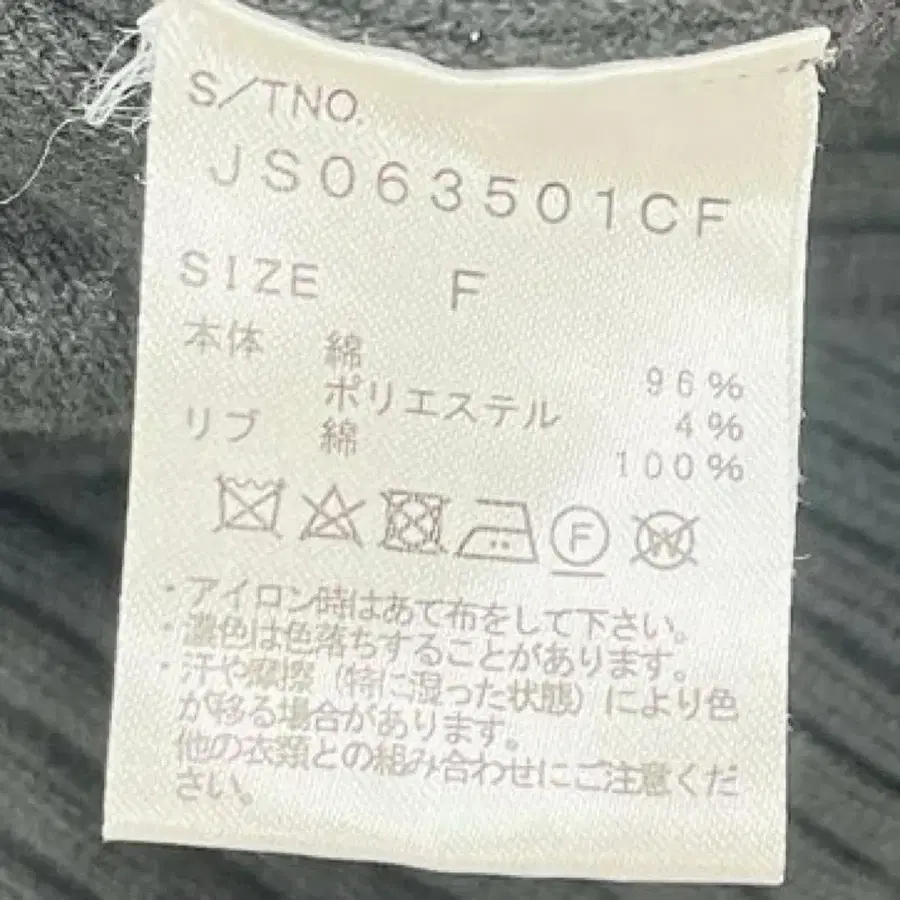 S/TNO.
JS063501CF
SIZE F
本体 綿 96%
ポリエステル 4%
リブ 綿 100%
F W
・アイロン時はあて布をして下さい。
・濃色は色落ちすることがあります。
・汗や摩擦（特に湿った状態）により色
が移る場合があります。
他の衣類との組み合わせにご注意くだ
さい。